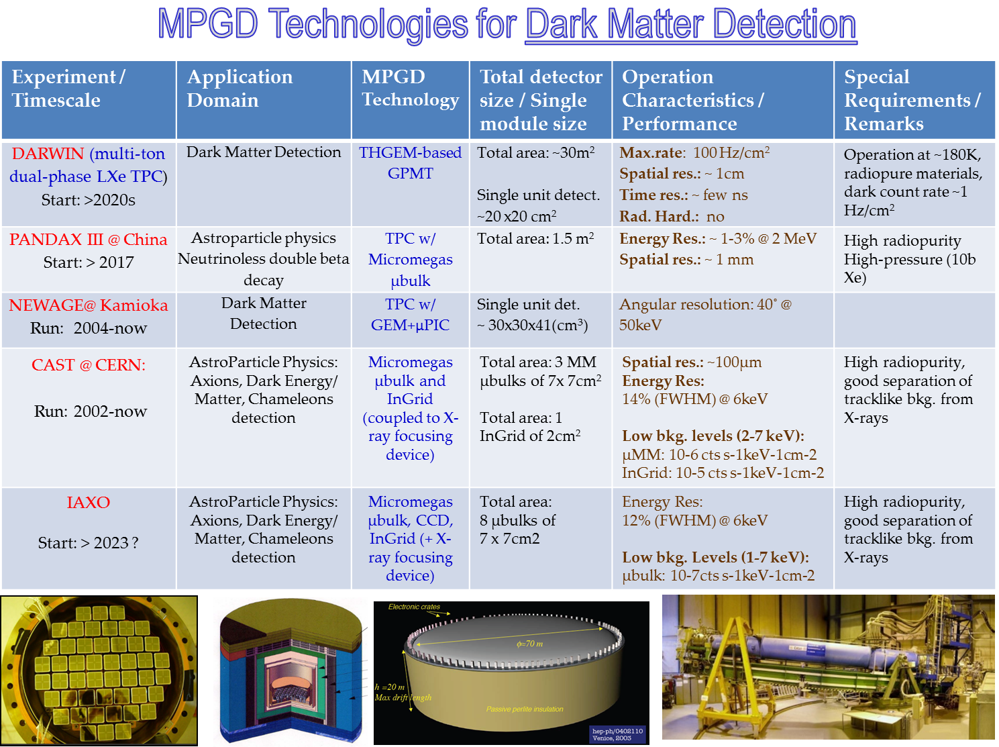 MPGD Technologies for Dark Matter Detection
Experiment /
Timescale
Application
Domain
MPGD
Technology
Total detector
size / Single
module size
Operation
Characteristics /
Performance
Special
Requirements /
Remarks
DARWIN (multi-ton
dual-phase LXe TPC)
Start: >2020s
Dark Matter Detection
THGEM-based
GPMT
Total area: ~30m²
Single unit detect.
~20 x20 cm²
Max.rate: 100 Hz/cm²
Spatial res.: ~ 1cm
Time res.: ~ few ns
Rad. Hard.: no
Operation at ~180K,
radiopure materials,
dark count rate ~1
Hz/cm²
PANDAX III @ China
Start: > 2017
Astroparticle physics
Neutrinoless double beta
decay
TPC w/
Micromegas
µbulk
Total area: 1.5 m²
Energy Res.: ~ 1-3% @ 2 MeV
Spatial res.: ~ 1 mm
High radiopurity
High-pressure (10b
Xe)
NEWAGE@ Kamioka
Run: 2004-now
Dark Matter
Detection
TPC w/
GEM+µPIC
Single unit det.
~ 30x30x41(cm³)
Angular resolution: 40° @
50keV
CAST @ CERN:
Run: 2002-now
AstroParticle Physics:
Axions, Dark Energy/
Matter, Chameleons
detection
Micromegas
µbulk and
InGrid
(coupled to X-
ray focusing
device)
Total area: 3 MM
µbulks of 7x 7cm²
Total area: 1
InGrid of 2cm²
Spatial res.: ~100µm
Energy Res:
14% (FWHM) @ 6keV
Low bkg. levels (2-7 keV):
µMM: 10-6 cts s-1keV-1cm-2
InGrid: 10-5 cts s-1keV-1cm-2
High radiopurity,
good separation of
tracklike bkg. from
X-rays
IAXO
Start: > 2023 ?
AstroParticle Physics:
Axions, Dark Energy/
Matter, Chameleons
detection
Micromegas
µbulk, CCD,
InGrid (+ X-
ray focusing
device)
Total area:
8 µbulks of
7 x 7cm2
Energy Res:
12% (FWHM) @ 6keV
Low bkg. Levels (1-7 keV):
µbulk: 10-7cts s-1keV-1cm-2
High radiopurity,
good separation of
tracklike bkg. from
X-rays
Electronic crates
ϕ≈70 m
h =20 m
Max drift length
Passive perlite insulation
hep-ph/0402110
Venice, 2003